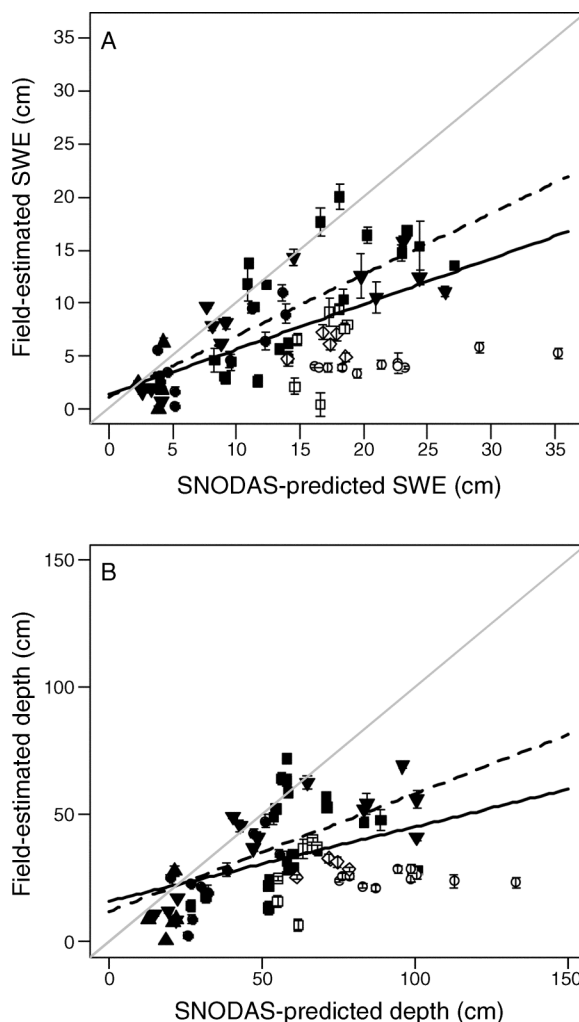 A
35
30
25
20
15
10
5
0
Field-estimated SWE (cm)
0 5 10 15 20 25 30 35
SNODAS-predicted SWE (cm)
B
150
100
50
0
Field-estimated depth (cm)
0 50 100 150
SNODAS-predicted depth (cm)